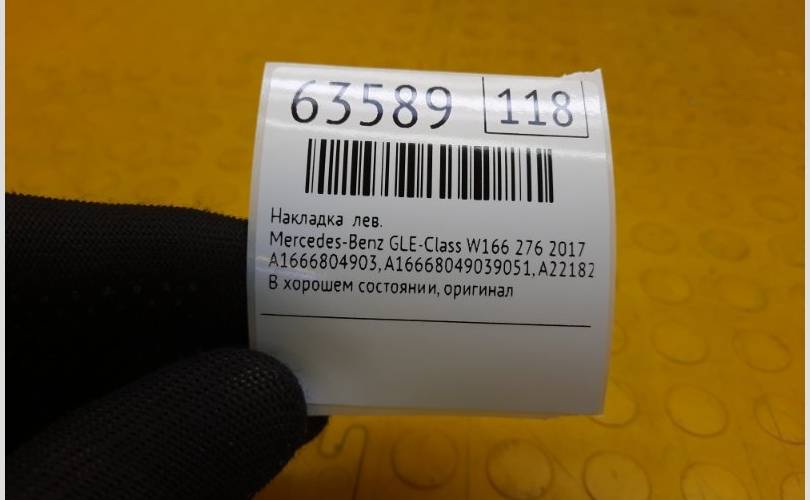 63589 118
Накладка лев.
Mercedes-Benz GLE-Class W166 276 2017
A1666804903, A16668049039051, A22182
В хорошем состоянии, оригинал